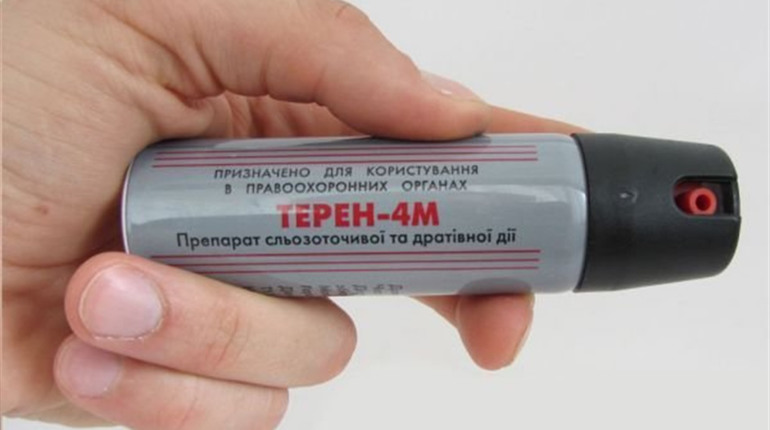 ПРИЗНАЧЕНО ДЛЯ КОРИСТУВАННЯ
В ПРАВООХОРОННИХ ОРГАНАХ
ТЕРЕН-4М
Препарат сльозоточивої та дратівної дії